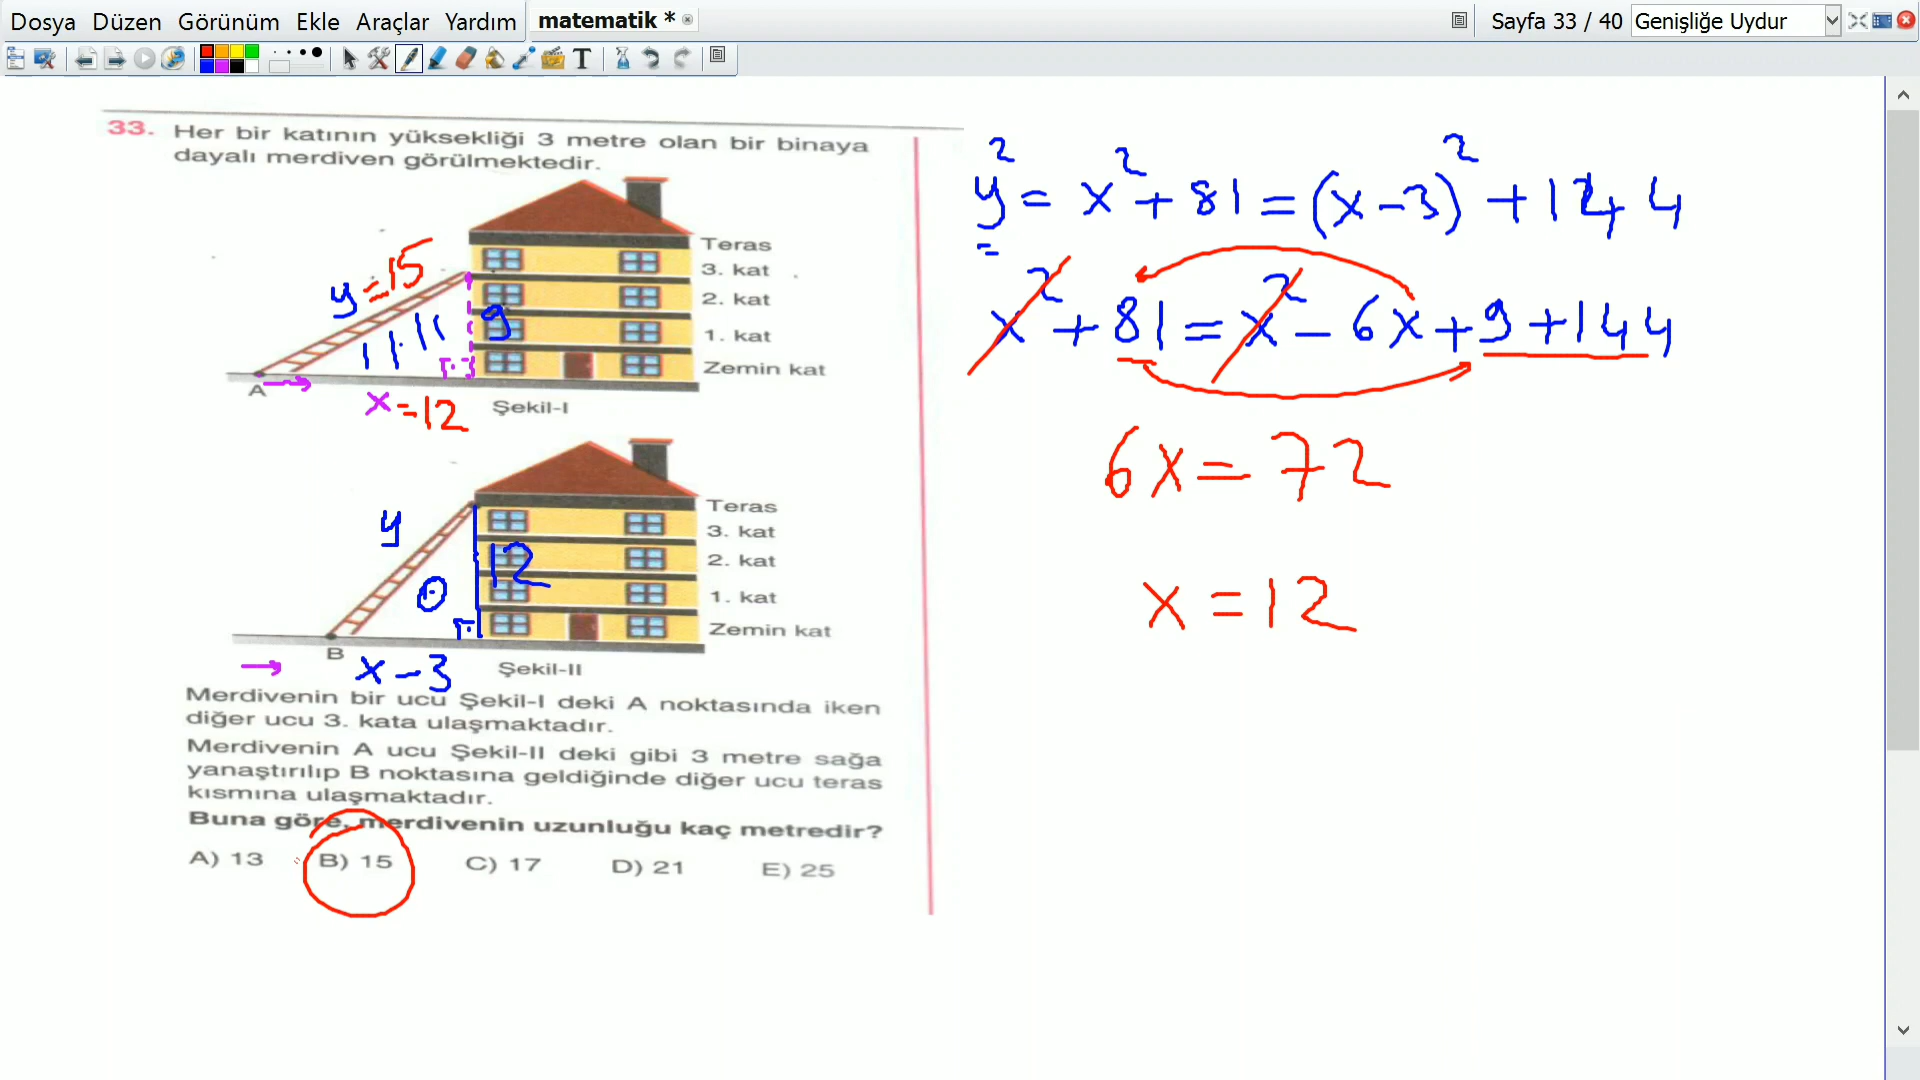 Dosya Düzen Görünüm Ekle Araçlar Yardım
matematik *
Sayfa 33 / 40
Genişliğe Uydur
33. Her bir katının yüksekliği 3 metre olan bir binaya
dayalı merdiven görülmektedir.
Teras
3. kat
2. kat
1. kat
Zemin kat
y = 15
9
A
x = 12
Şekil-I
Teras
3. kat
2. kat
1. kat
Zemin kat
y
12
B
x - 3
Şekil-II
Merdivenin bir ucu Şekil-I deki A noktasında iken
diğer ucu 3. kata ulaşmaktadır.
Merdivenin A ucu Şekil-II deki gibi 3 metre sağa
yanaştırılıp B noktasına geldiğinde diğer ucu teras
kısmına ulaşmaktadır.
Buna göre, merdivenin uzunluğu kaç metredir?
A) 13 B) 15 C) 17 D) 21 E) 25
y² = x² + 81 = (x - 3)² + 144
x² + 81 = x² - 6x + 9 + 144
6x = 72
x = 12